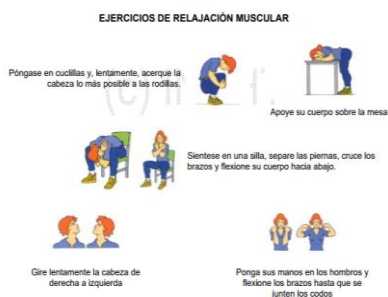 EJERCICIOS DE RELAJACIÓN MUSCULAR
Póngase en cuclillas y, lentamente, acerque la
cabeza lo más posible a las rodillas.
Apoye su cuerpo sobre la mesa
Sientese en una silla, separe las piernas, cruce los
brazos y flexione su cuerpo hacia abajo.
Gire lentamente la cabeza de
derecha a izquierda
Ponga sus manos en los hombros y
flexione los brazos hasta que se
junten los codos